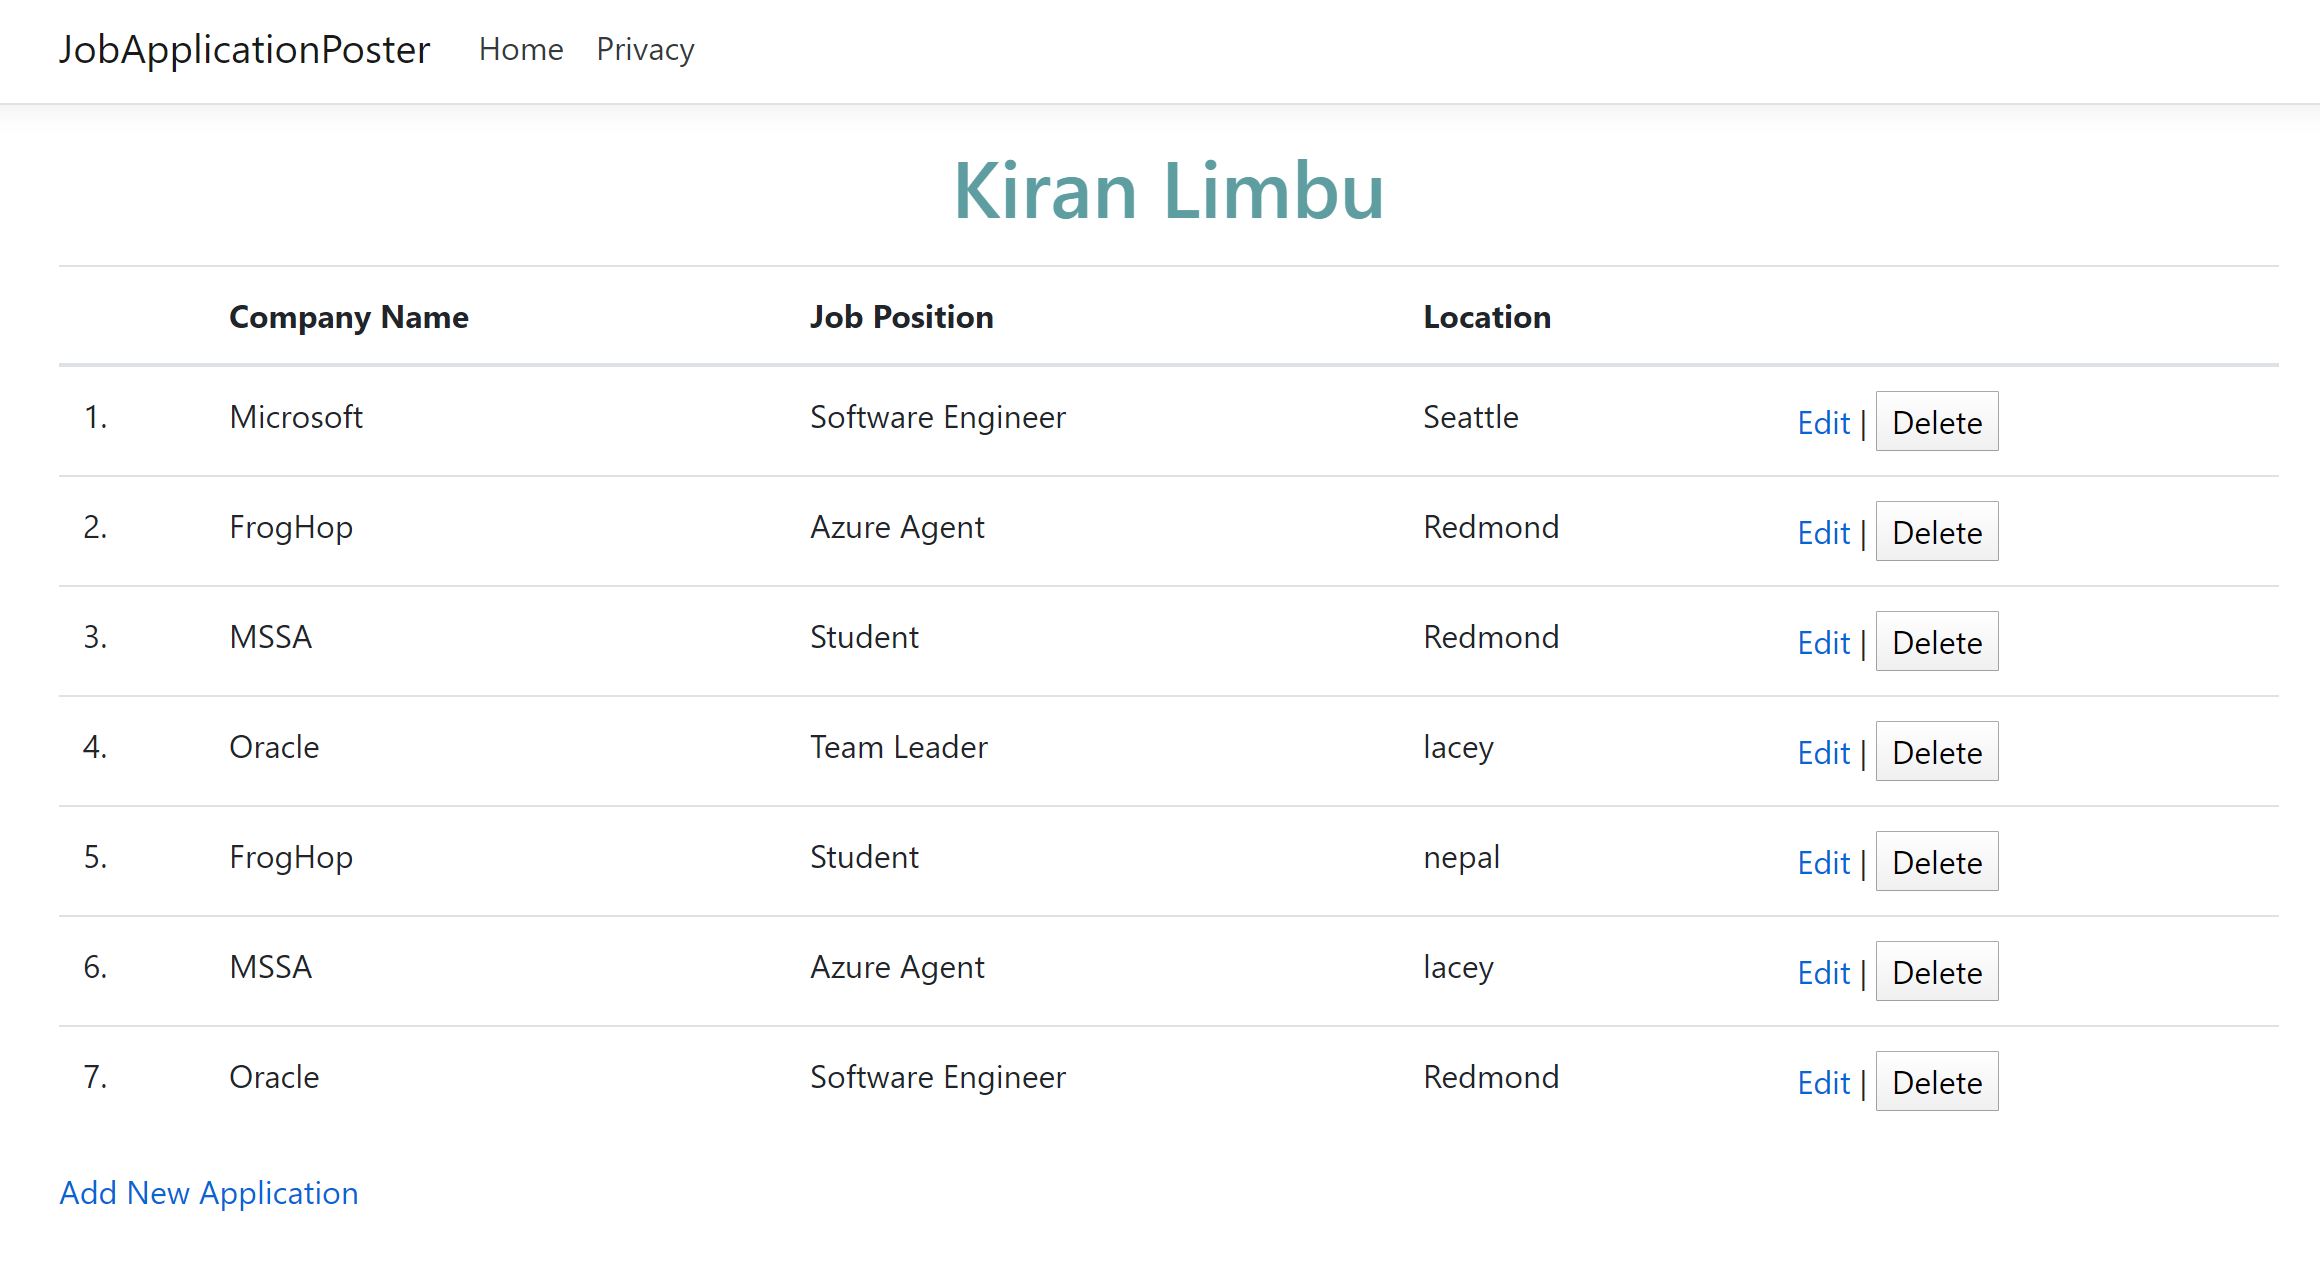 JobApplicationPoster Home Privacy
Kiran Limbu
Company Name Job Position Location
1. Microsoft Software Engineer Seattle Edit | Delete
2. FrogHop Azure Agent Redmond Edit | Delete
3. MSSA Student Redmond Edit | Delete
4. Oracle Team Leader lacey Edit | Delete
5. FrogHop Student nepal Edit | Delete
6. MSSA Azure Agent lacey Edit | Delete
7. Oracle Software Engineer Redmond Edit | Delete
Add New Application